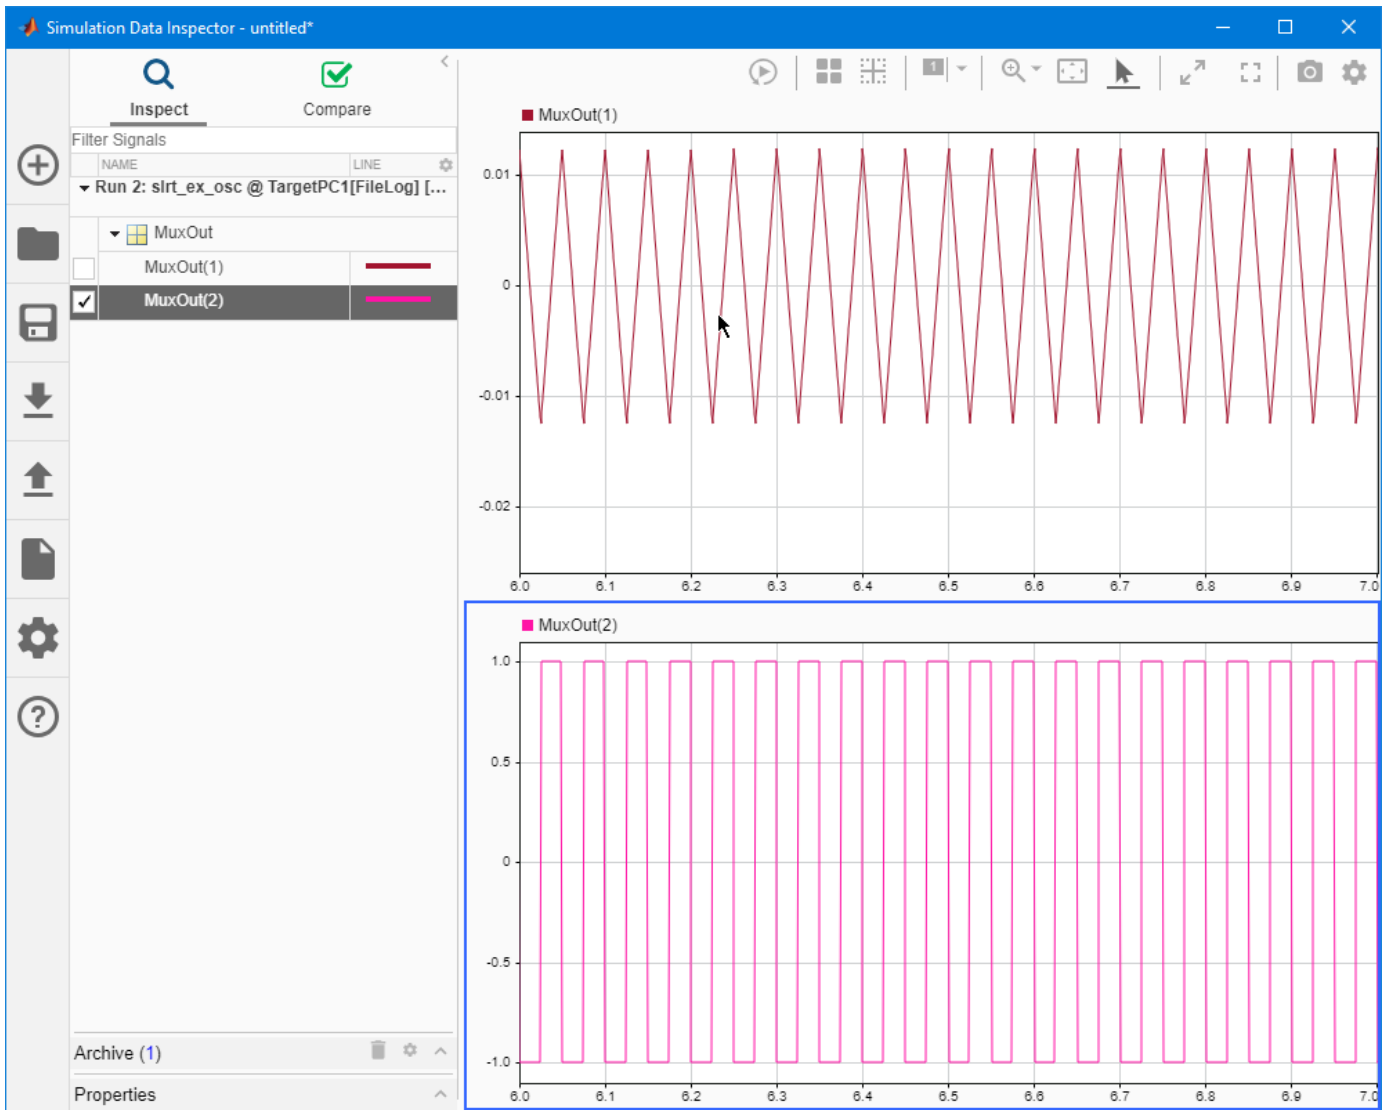 Simulation Data Inspector - untitled*
Inspect
Compare
Filter Signals
NAME
LINE
Run 2: slrt_ex_osc @ TargetPC1[FileLog] [...
MuxOut
MuxOut(1)
MuxOut(2)
Archive (1)
Properties
1
MuxOut(1)
0.01
0
-0.01
-0.02
6.0 6.1 6.2 6.3 6.4 6.5 6.6 6.7 6.8 6.9 7.0
MuxOut(2)
1.0
0.5
0
-0.5
-1.0
6.0 6.1 6.2 6.3 6.4 6.5 6.6 6.7 6.8 6.9 7.0